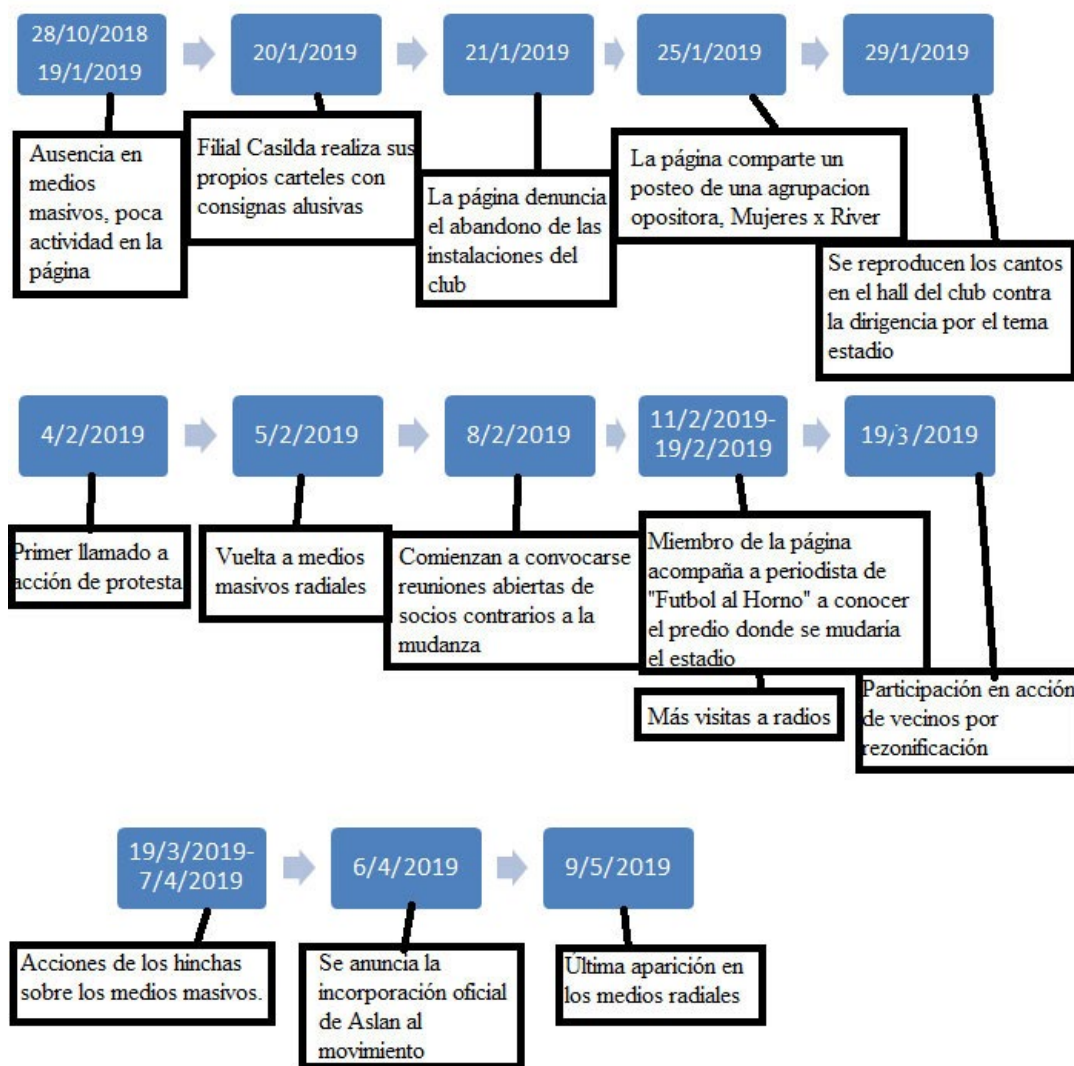 28/10/2018
19/1/2019
20/1/2019
21/1/2019
25/1/2019
29/1/2019
Ausencia en
medios
masivos, poca
actividad en la
página
Filial Casilda realiza sus
propios carteles con
consignas alusivas
La página denuncia
el abandono de las
instalaciones del
club
La página comparte un
posteo de una agrupacion
opositora, Mujeres x River
Se reproducen los cantos
en el hall del club contra
la dirigencia por el tema
estadio
4/2/2019
5/2/2019
8/2/2019
11/2/2019-
19/2/2019
19/3/2019
Primer llamado a
acción de protesta
Vuelta a medios
masivos radiales
Comienzan a convocarse
reuniones abiertas de
socios contrarios a la
mudanza
Miembro de la página
acompaña a periodista de
"Futbol al Horno" a conocer
el predio donde se mudaría
el estadio
Más visitas a radios
Participación en acción
de vecinos por
rezonificación
19/3/2019-
7/4/2019
6/4/2019
9/5/2019
Acciones de los hinchas
sobre los medios masivos.
Se anuncia la
incorporación oficial
de Aslan al
movimiento
Última aparición en
los medios radiales